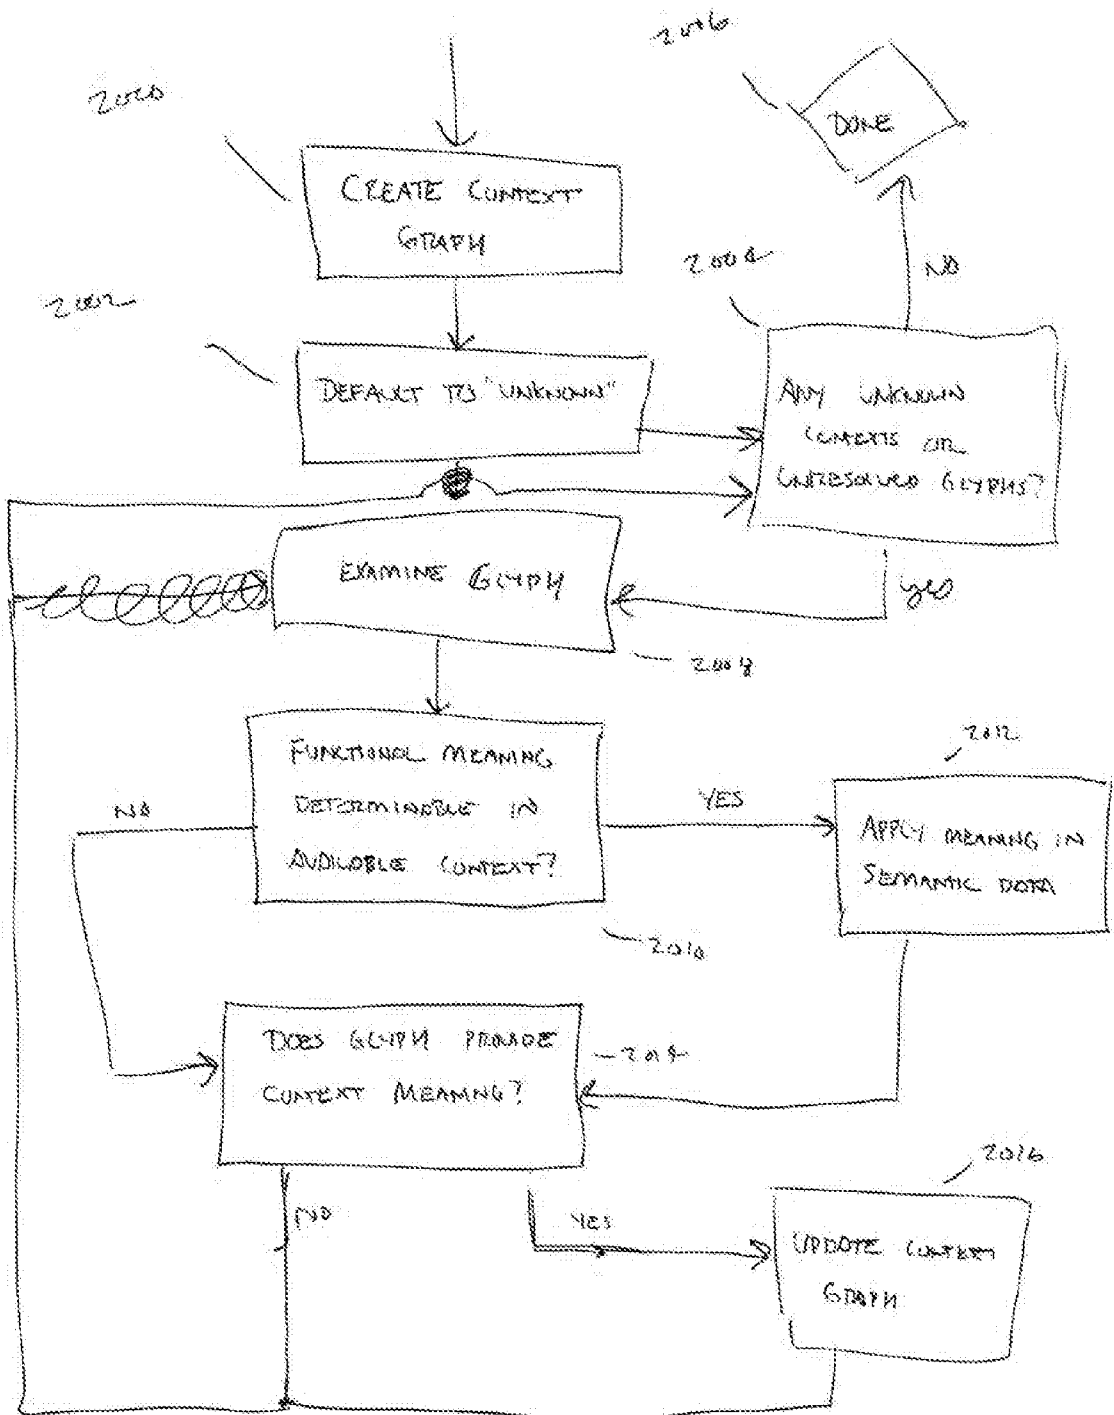 2006
DONE
2000
CREATE CONTEXT
GRAPH
2004
NO
2002
DEFAULT TO "UNKNOWN"
ANY UNKNOWN
CONTEXTS OR
UNRESOLVED GLYPHS?
EXAMINE GLYPH
yes
2008
FUNCTIONAL MEANING
DETERMINABLE IN
AVAILABLE CONTEXT?
NO
YES
2012
APPLY MEANING IN
SEMANTIC DATA
2010
DOES GLYPH PROVIDE
CONTEXT MEANING?
2014
NO
YES
2016
UPDATE CONTEXT
GRAPH